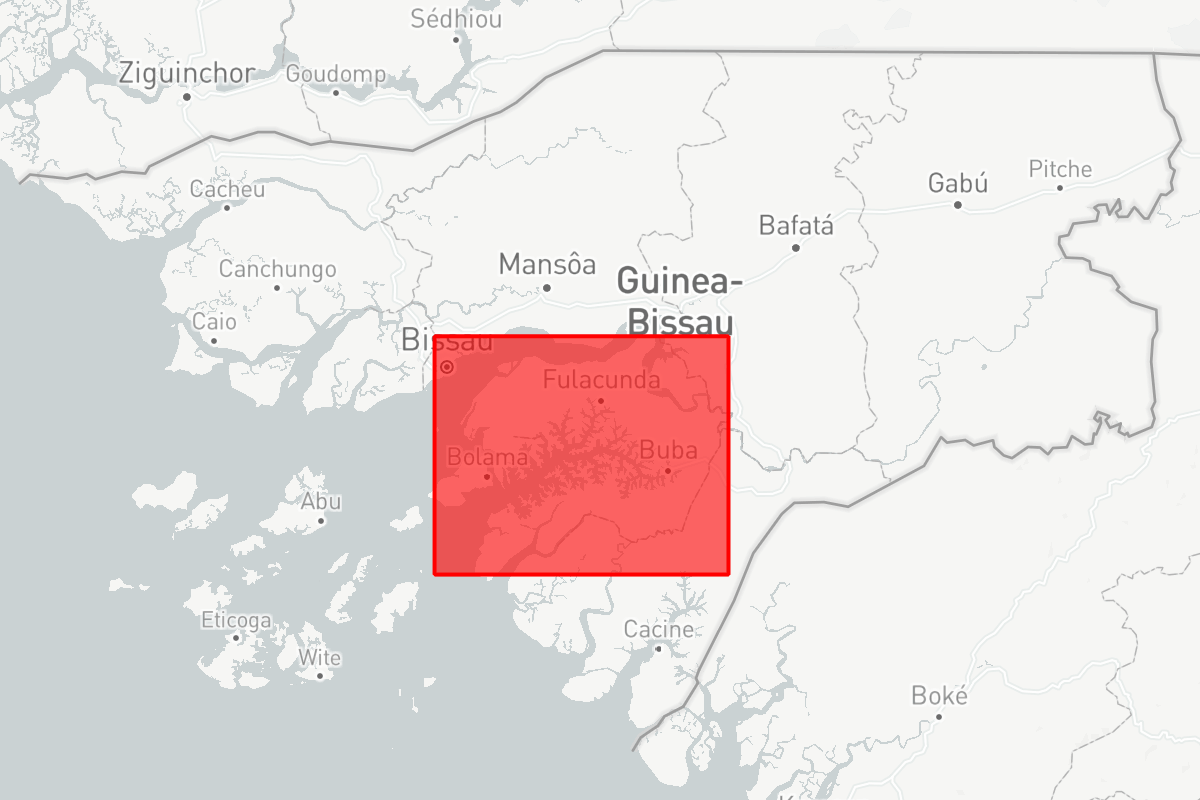 Sédhiou
Ziguinchor
Goudomp
Pitche
Cacheu
Gabú
Bafatá
Mansôa
Canchungo
Guinea-
Bissau
Caio
Bissau
Fulacunda
Buba
Bolama
Abu
Eticoga
Cacine
Wite
Boké